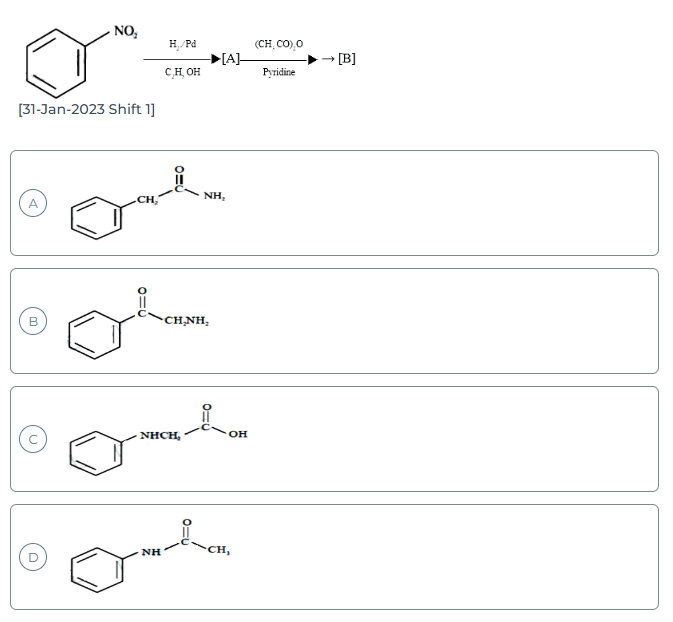 NO₂
H₂/Pd (CH₃CO)₂O
[A] → [B]
C₂H₅OH Pyridine
[31-Jan-2023 Shift 1]
O
C
A CH₂ NH₂
O
C
B CH₂NH₂
O
C
C NHCH₂ OH
O
C
D NH CH₃